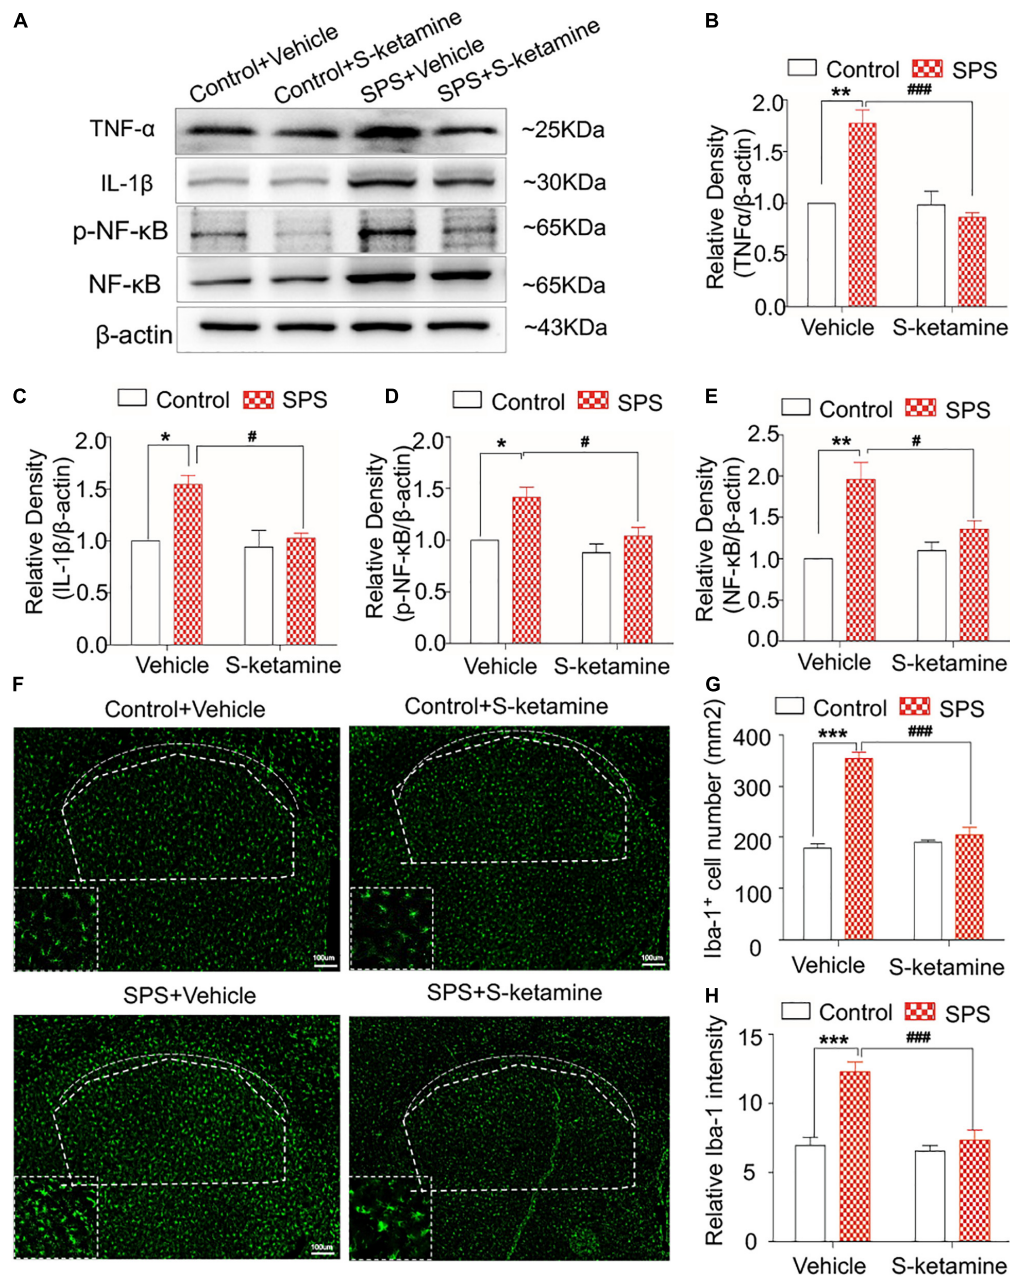 A
Control+Vehicle
Control+S-ketamine
SPS+Vehicle
SPS+S-ketamine
TNF-α
~25KDa
IL-1β
~30KDa
p-NF-κB
~65KDa
NF-κB
~65KDa
β-actin
~43KDa
B
Control SPS
Relative Density
(TNFα/β-actin)
2.0
1.5
1.0
0.5
0.0
** ###
Vehicle S-ketamine
C
Control SPS
Relative Density
(IL-1β/β-actin)
2.0
1.5
1.0
0.5
0.0
* #
Vehicle S-ketamine
D
Control SPS
Relative Density
(p-NF-κB/β-actin)
2.0
1.5
1.0
0.5
0.0
* #
Vehicle S-ketamine
E
Control SPS
Relative Density
(NF-κB/β-actin)
2.5
2.0
1.5
1.0
0.5
0.0
** #
Vehicle S-ketamine
F
Control+Vehicle
100um
Control+S-ketamine
100um
SPS+Vehicle
100um
SPS+S-ketamine
100um
G
Control SPS
Iba-1+ cell number (mm2)
400
300
200
100
0
*** ###
Vehicle S-ketamine
H
Control SPS
Relative Iba-1 intensity
15
10
5
0
*** ###
Vehicle S-ketamine